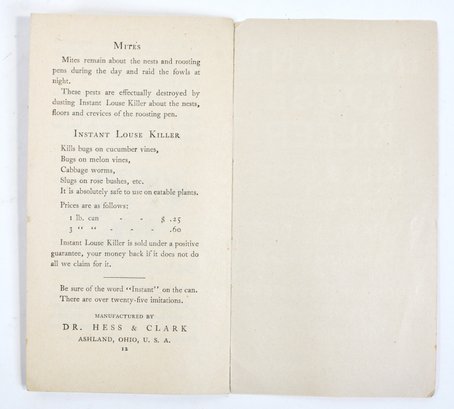 MITES
Mites remain about the nests and roosting
pens during the day and raid the fowls at
night.
These pests are effectually destroyed by
dusting Instant Louse Killer about the nests,
floors and crevices of the roosting pen.
INSTANT LOUSE KILLER
Kills bugs on cucumber vines,
Bugs on melon vines,
Cabbage worms,
Slugs on rose bushes, etc.
It is absolutely safe to use on eatable plants.
Prices are as follows:
1 lb. can - - $ .25
3 “ “ - - - .60
Instant Louse Killer is sold under a positive
guarantee, your money back if it does not do
all we claim for it.
Be sure of the word “Instant” on the can.
There are over twenty-five imitations.
MANUFACTURED BY
DR. HESS & CLARK
ASHLAND, OHIO, U. S. A.
12